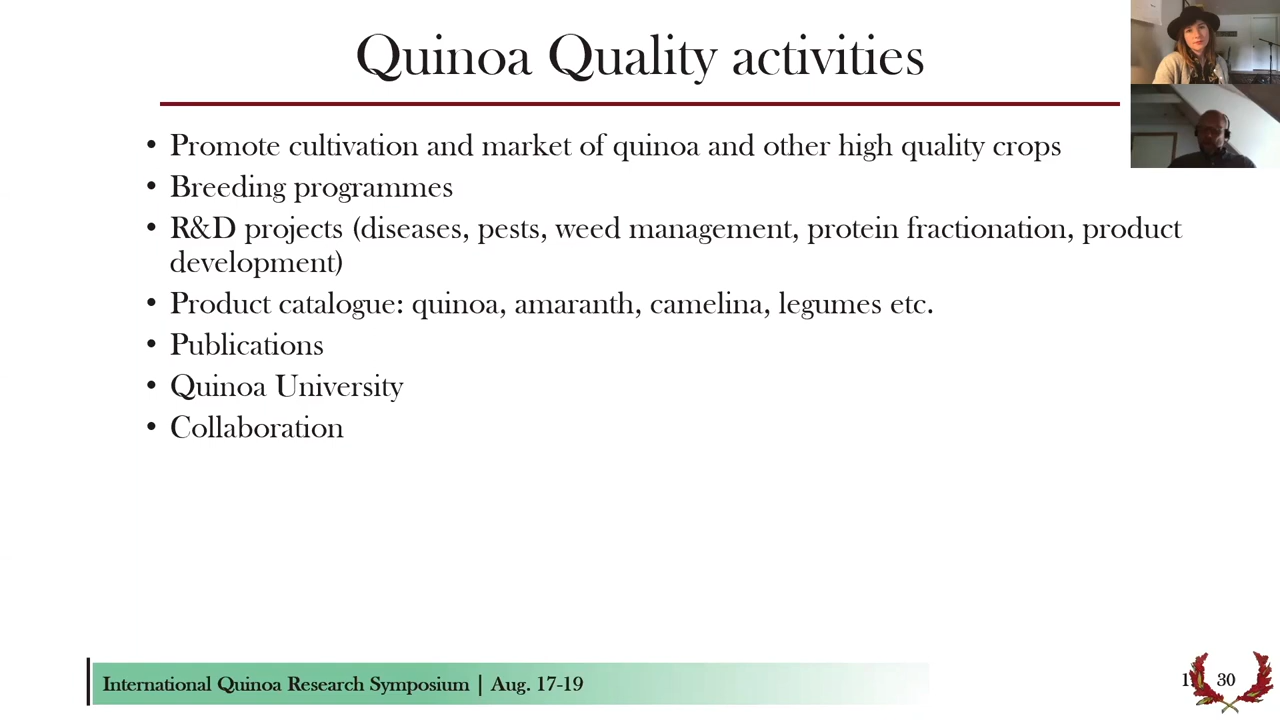 Quinoa Quality activities
• Promote cultivation and market of quinoa and other high quality crops
• Breeding programmes
• R&D projects (diseases, pests, weed management, protein fractionation, product
development)
• Product catalogue: quinoa, amaranth, camelina, legumes etc.
• Publications
• Quinoa University
• Collaboration
International Quinoa Research Symposium | Aug. 17-19
30